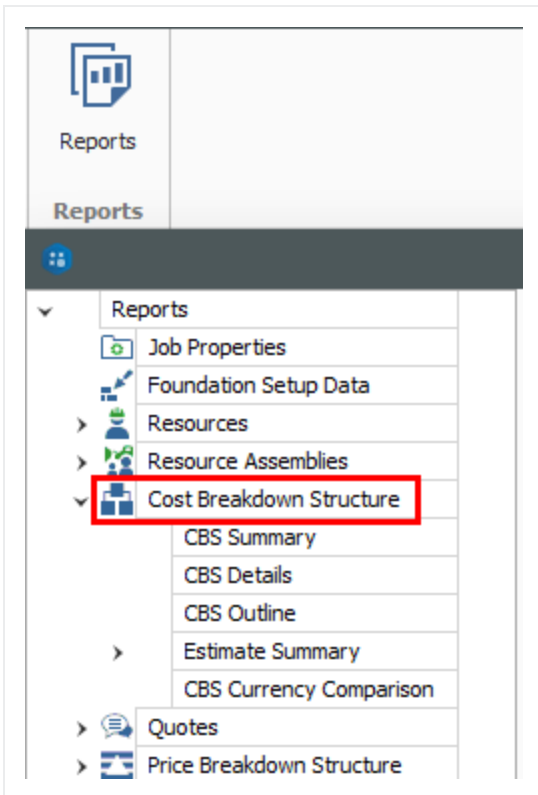 Reports
Reports
Reports
Job Properties
Foundation Setup Data
Resources
Resource Assemblies
Cost Breakdown Structure
CBS Summary
CBS Details
CBS Outline
Estimate Summary
CBS Currency Comparison
Quotes
Price Breakdown Structure